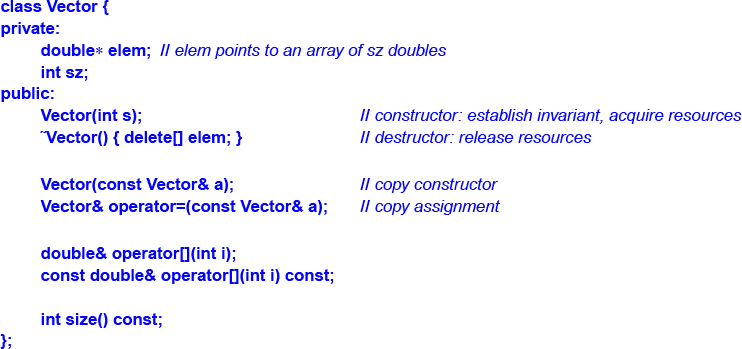 class Vector {
private:
double∗ elem; // elem points to an array of sz doubles
int sz;
public:
Vector(int s); // constructor: establish invariant, acquire resources
˜Vector() { delete[] elem; } // destructor: release resources
Vector(const Vector& a); // copy constructor
Vector& operator=(const Vector& a); // copy assignment
double& operator[](int i);
const double& operator[](int i) const;
int size() const;
};